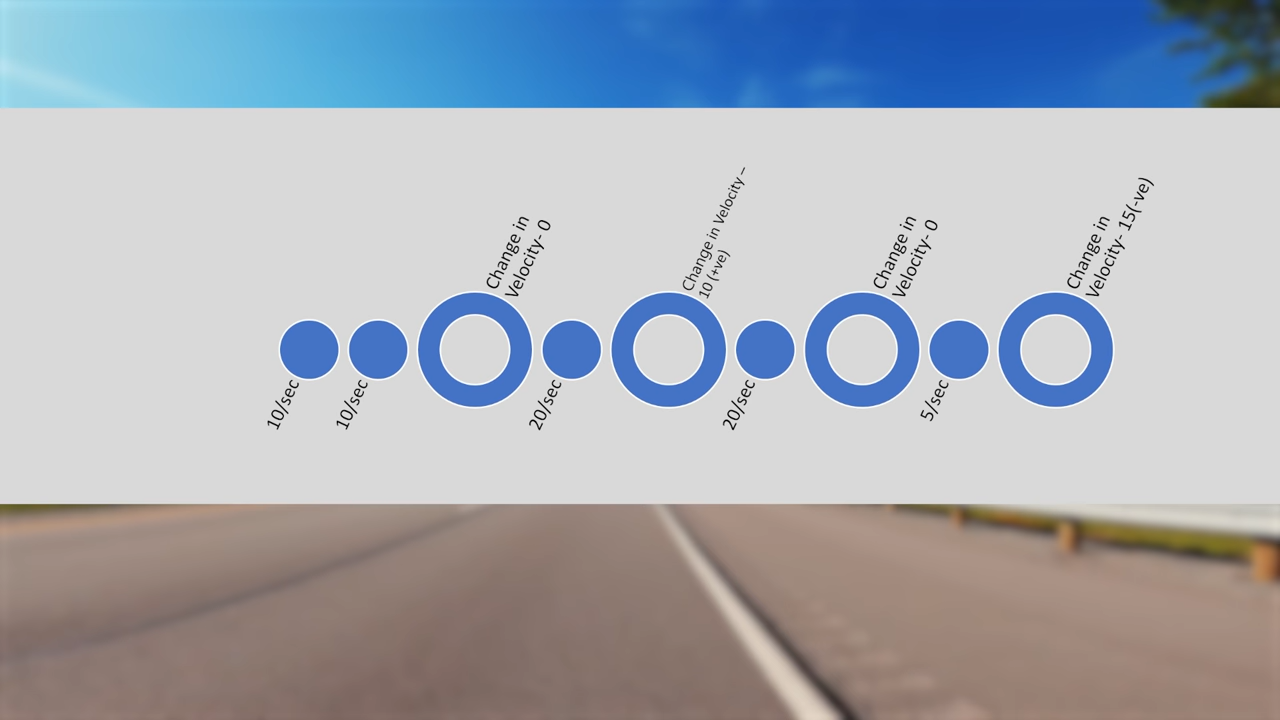 10/sec
10/sec
Change in
Velocity- 0
20/sec
Change in Velocity –
10 (+ve)
20/sec
Change in
Velocity- 0
5/sec
Change in
Velocity- 15(-ve)